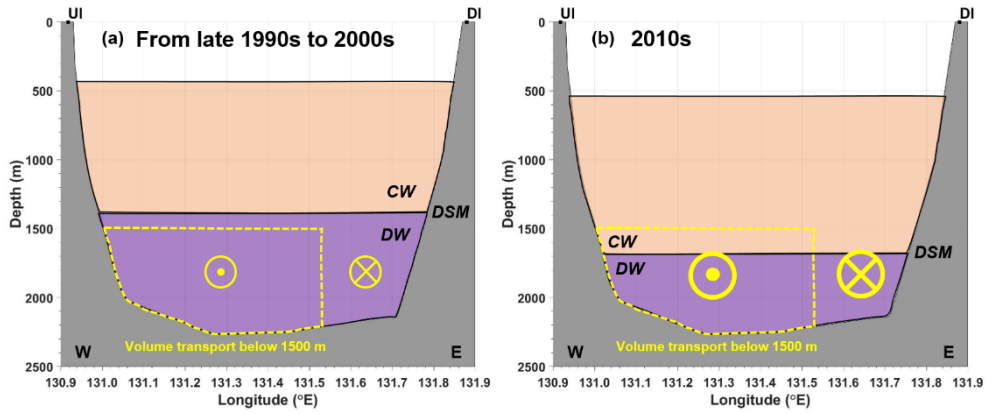 UI
DI
(a) From late 1990s to 2000s
0
500
1000
1500
2000
2500
Depth (m)
CW
DSM
DW
Volume transport below 1500 m
W
E
130.9 131.0 131.1 131.2 131.3 131.4 131.5 131.6 131.7 131.8 131.9
Longitude (°E)
UI
DI
(b) 2010s
0
500
1000
1500
2000
2500
Depth (m)
CW
DSM
DW
Volume transport below 1500 m
W
E
130.9 131.0 131.1 131.2 131.3 131.4 131.5 131.6 131.7 131.8 131.9
Longitude (°E)